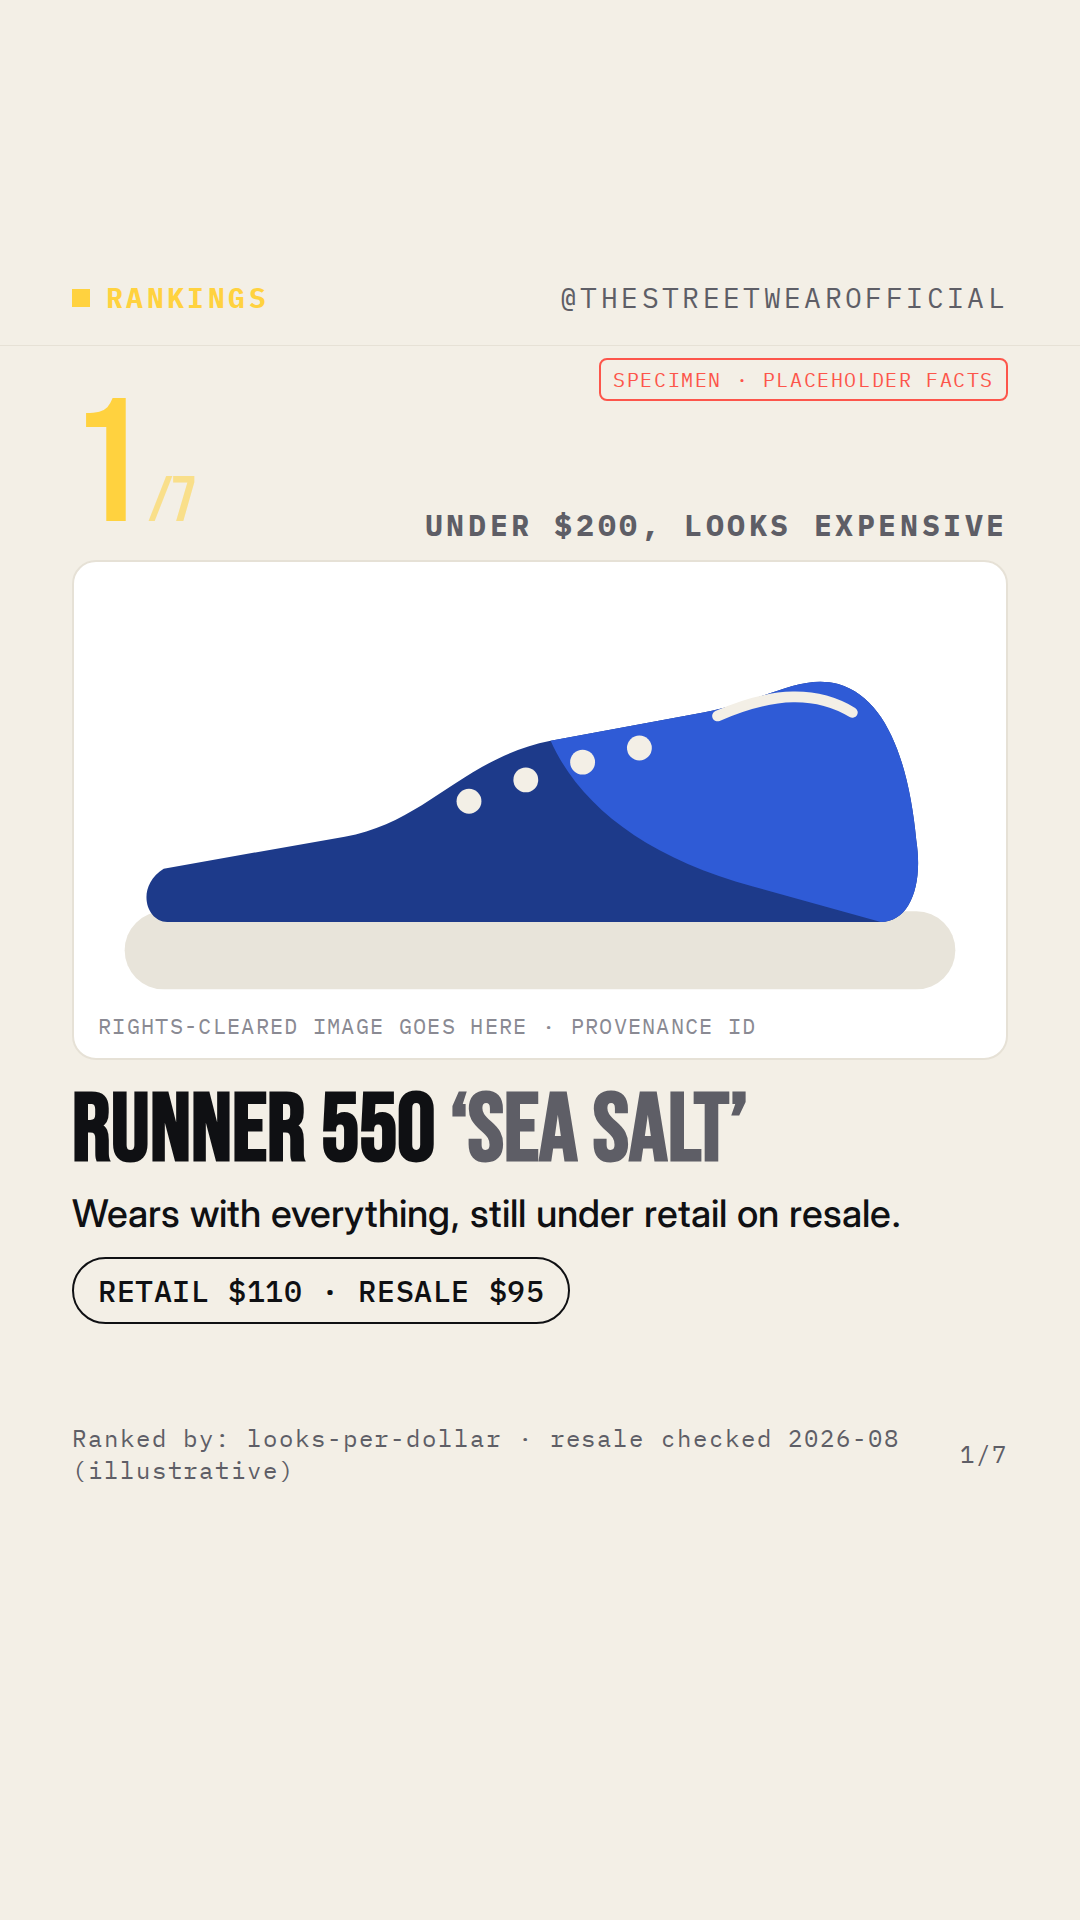 RANKINGS
@THESTREETWEAROFFICIAL
SPECIMEN · PLACEHOLDER FACTS
1/7
UNDER $200, LOOKS EXPENSIVE
RIGHTS-CLEARED IMAGE GOES HERE · PROVENANCE ID
RUNNER 550 ‘SEA SALT’
Wears with everything, still under retail on resale.
RETAIL $110 · RESALE $95
Ranked by: looks-per-dollar · resale checked 2026-08
(illustrative)
1/7